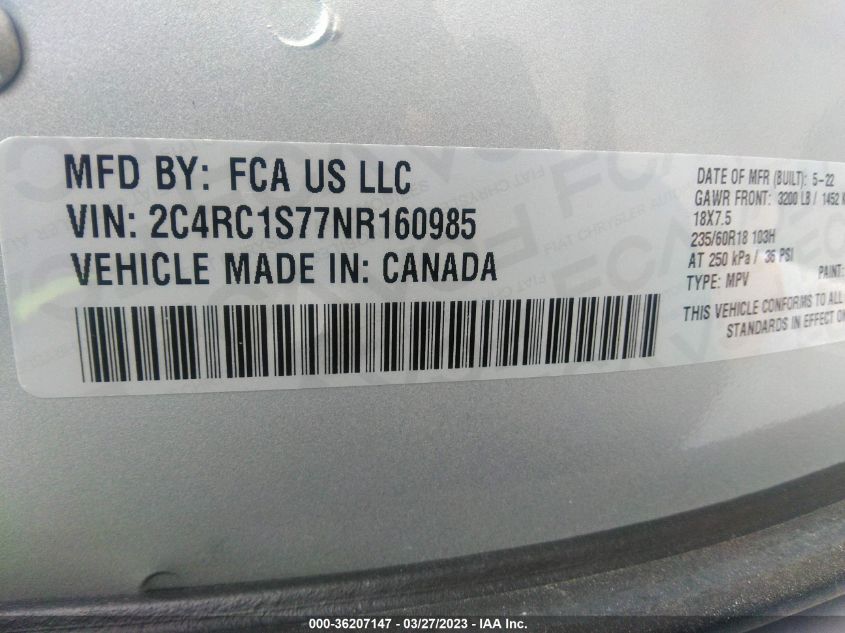 MFD BY: FCA US LLC
VIN: 2C4RC1S77NR160985
VEHICLE MADE IN: CANADA
DATE OF MFR (BUILT): 5-22
GAWR FRONT: 3200 LB / 1452 K
18X7.5
235/60R18 103H
AT 250 kPa / 36 PSI
TYPE: MPV PAINT:
THIS VEHICLE CONFORMS TO ALL
STANDARDS IN EFFECT ON
000-36207147 - 03/27/2023 - IAA Inc.